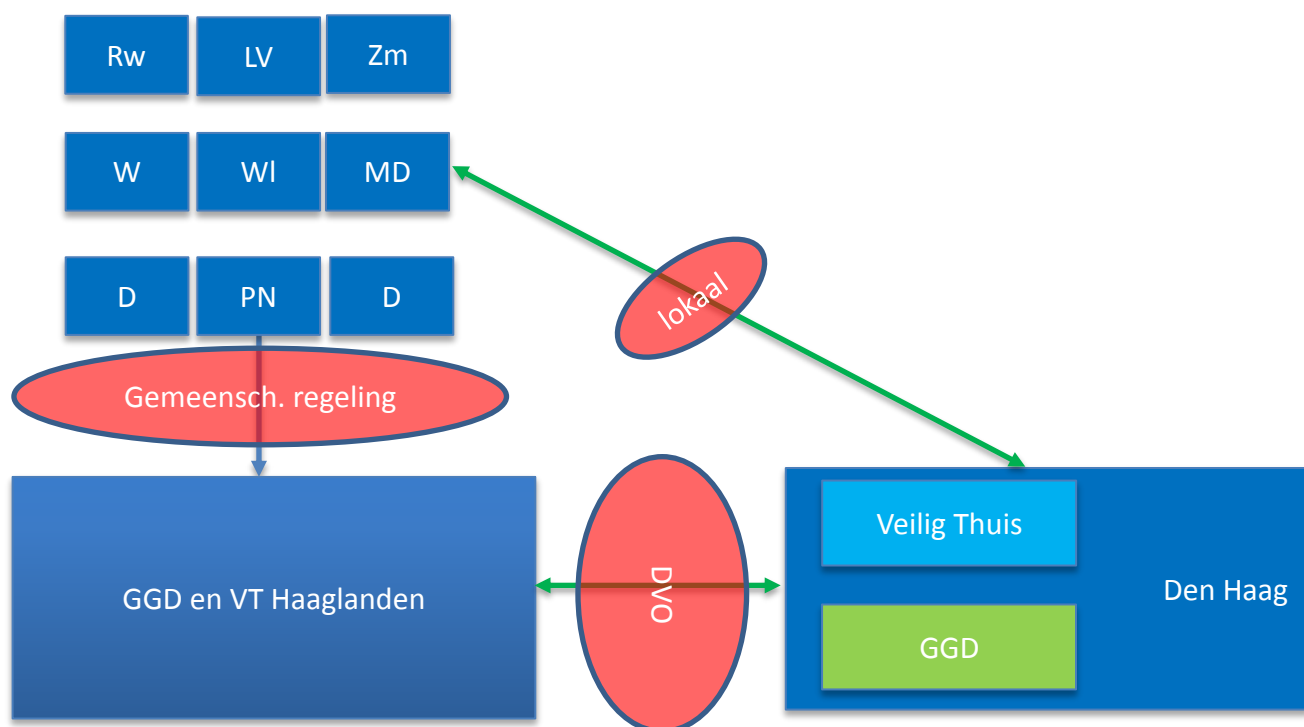 Rw
LV
Zm
W
Wl
MD
D
PN
D
lokaal
Gemeensch. regeling
GGD en VT Haaglanden
DVO
Veilig Thuis
Den Haag
GGD